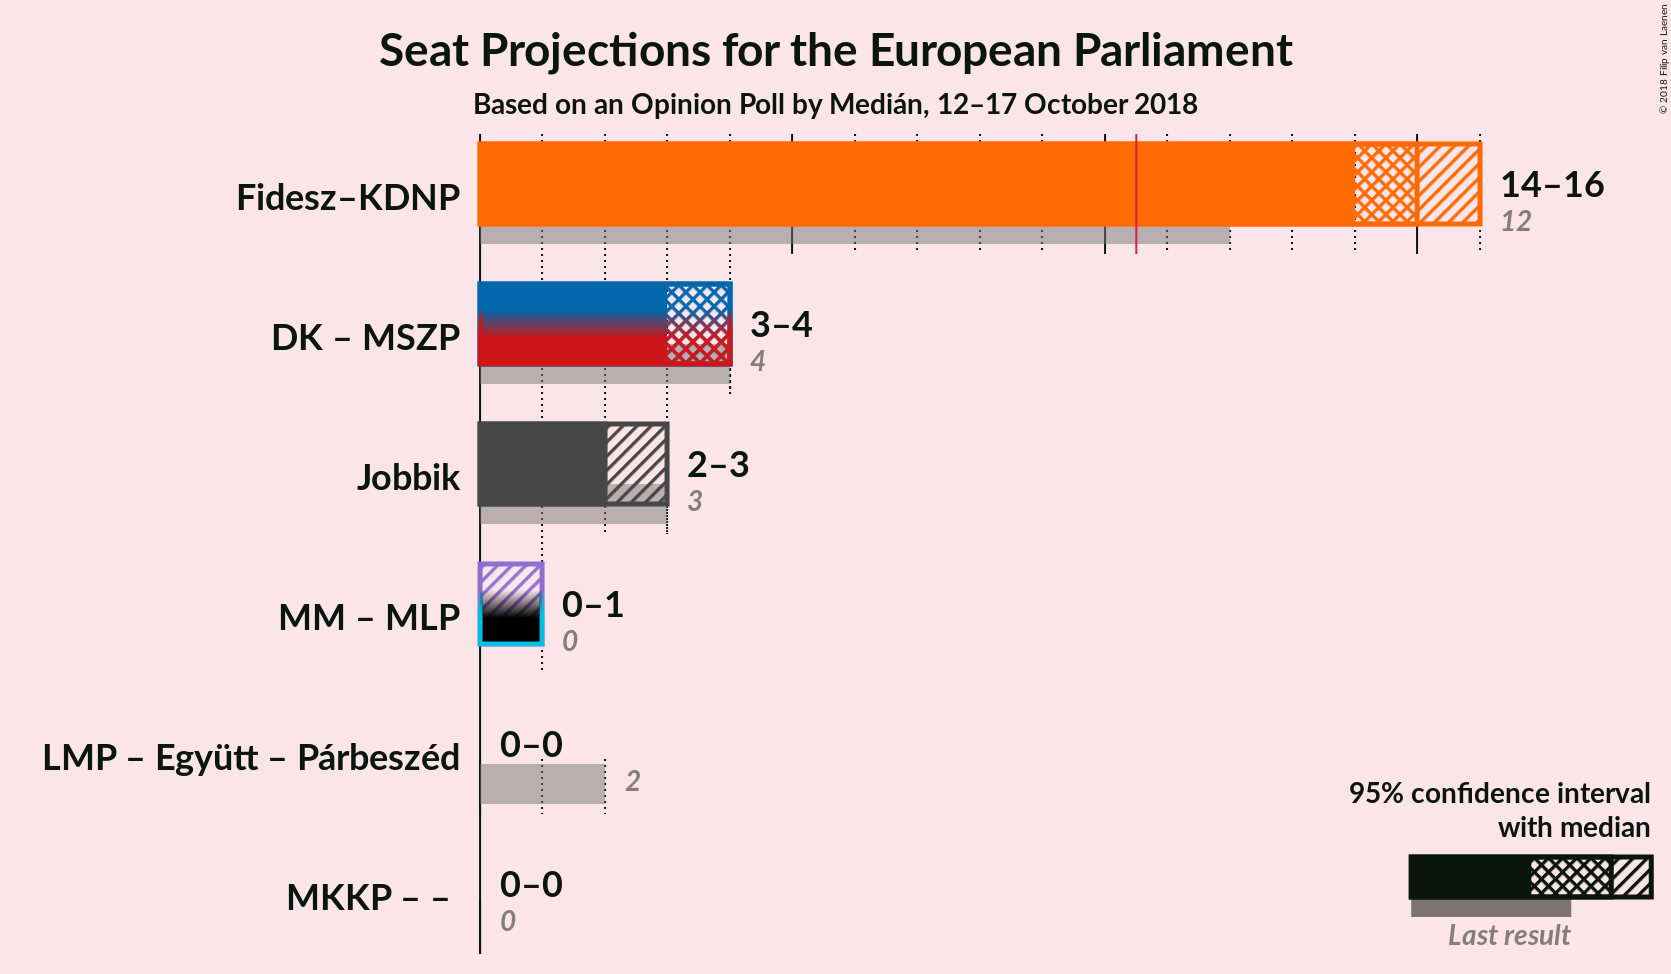 Seat Projections for the European Parliament
Based on an Opinion Poll by Medián, 12–17 October 2018
© 2018 Filip van Laenen
Fidesz–KDNP
14–16
12
DK – MSZP
3–4
4
Jobbik
2–3
3
MM – MLP
0–1
0
LMP – Együtt – Párbeszéd
0–0
2
MKKP – –
0–0
0
95% confidence interval
with median
Last result